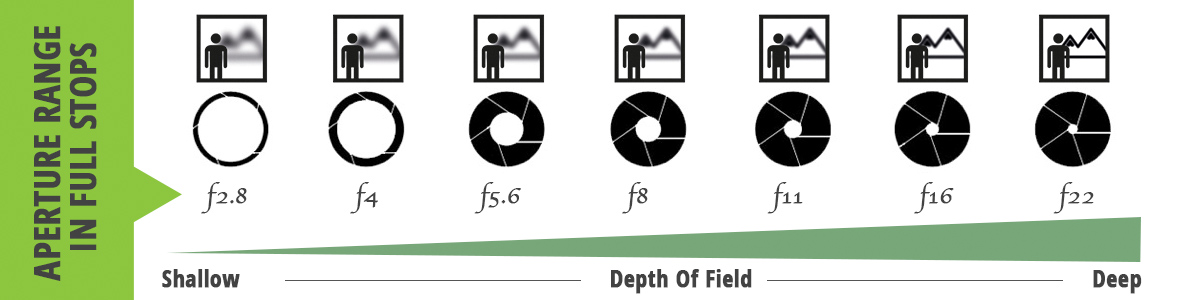 APERTURE RANGE
IN FULL STOPS
f2.8 f4 f5.6 f8 f11 f16 f22
Shallow Depth Of Field Deep